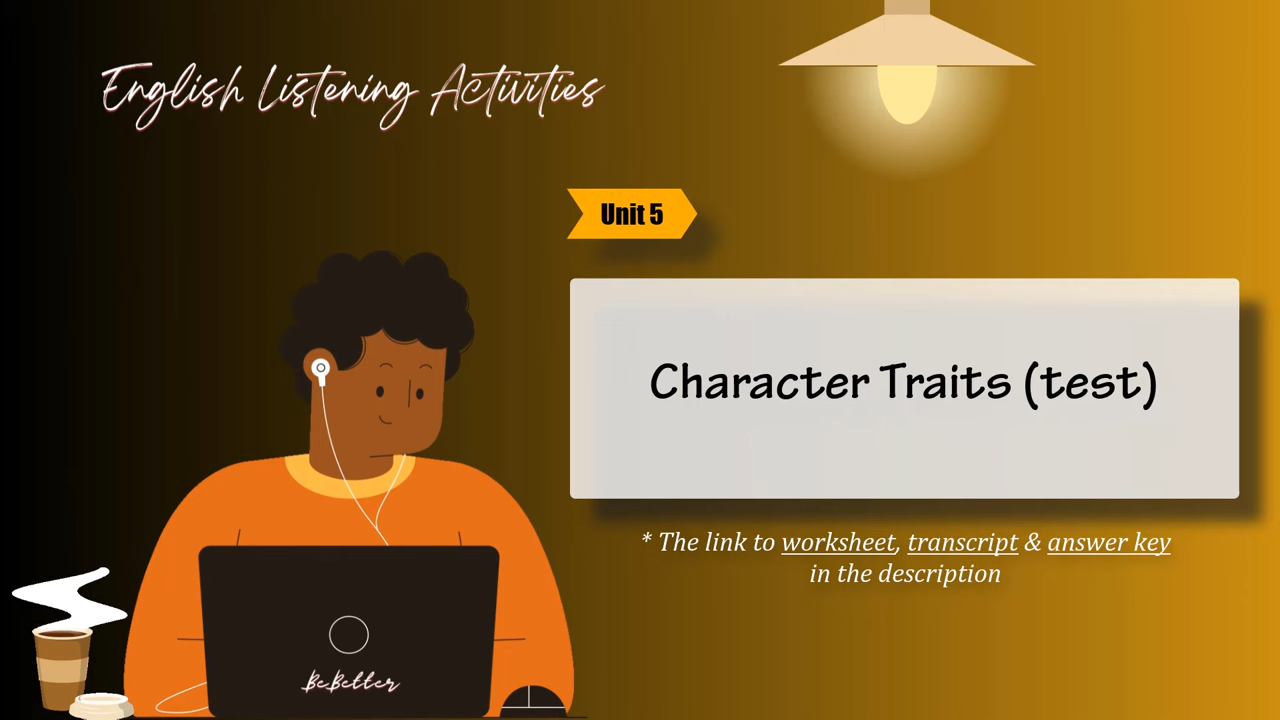 English Listening Activities
Unit 5
Character Traits (test)
* The link to worksheet, transcript & answer key
in the description
BeBetter